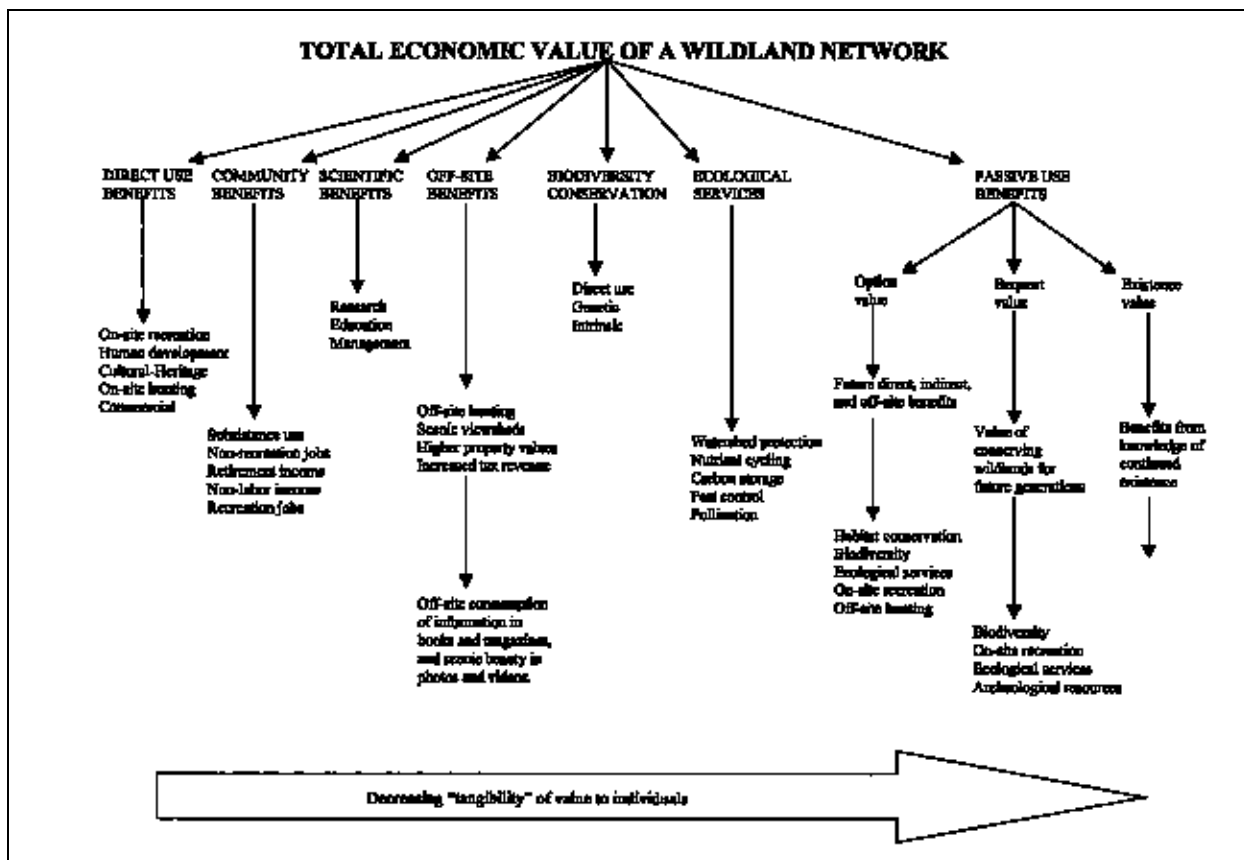 TOTAL ECONOMIC VALUE OF A WILDLAND NETWORK
DIRECT USE
BENEFITS
COMMUNITY
BENEFITS
SCIENTIFIC
BENEFITS
OFF-SITE
BENEFITS
BIODIVERSITY
CONSERVATION
ECOLOGICAL
SERVICES
PASSIVE USE
BENEFITS
On-site recreation
Human development
Cultural-Heritage
On-site hunting
Commercial
Subsistence use
Non-recreation jobs
Retirement income
Non-labor income
Recreation jobs
Research
Education
Management
Off-site hunting
Scenic viewsheds
Higher property values
Increased tax revenue
Off-site consumption
of information in
books and magazines,
and scenic beauty in
photos and videos.
Direct use
Genetic
Intrinsic
Watershed protection
Nutrient cycling
Carbon storage
Pest control
Pollination
Option
value
Future direct, indirect,
and off-site benefits
Habitat conservation
Biodiversity
Ecological services
On-site recreation
Off-site hunting
Bequest
value
Value of
conserving
wildlands for
future generations
Biodiversity
On-site recreation
Ecological services
Archeological resources
Existence
value
Benefits from
knowledge of
continued
existence
Decreasing "tangibility" of value to individuals